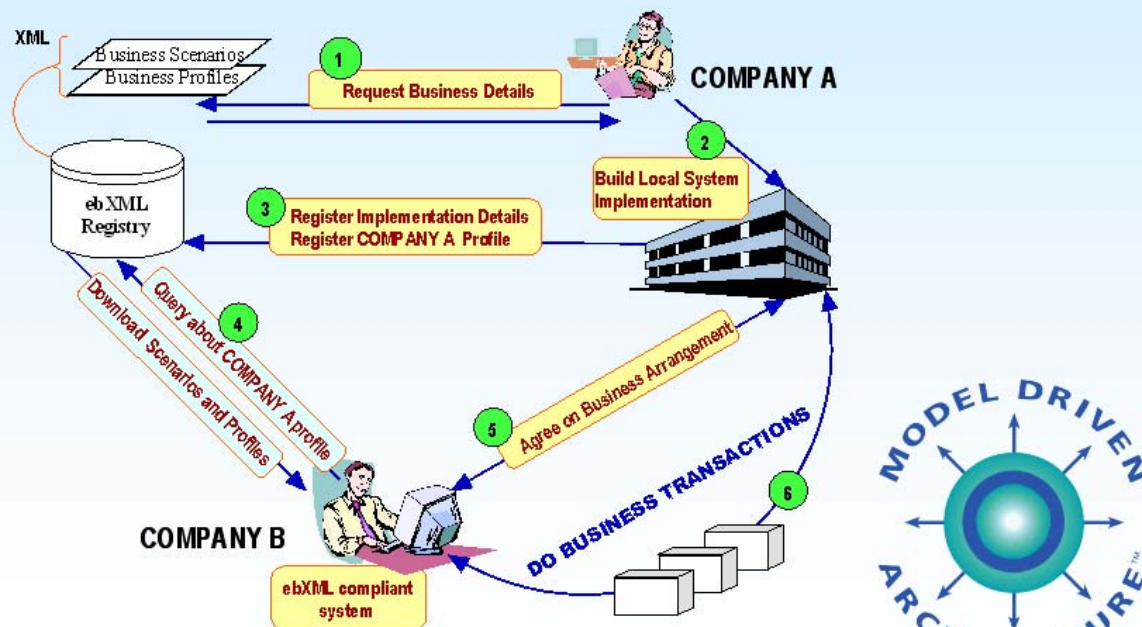 XML
Business Scenarios
Business Profiles
1
Request Business Details
COMPANY A
2
Build Local System
Implementation
ebXML
Registry
3
Register Implementation Details
Register COMPANY A Profile
4
Query about COMPANY A profile
Download Scenarios and Profiles
5
Agree on Business Arrangement
COMPANY B
ebXML compliant
system
DO BUSINESS TRANSACTIONS
6
MODEL DRIVEN